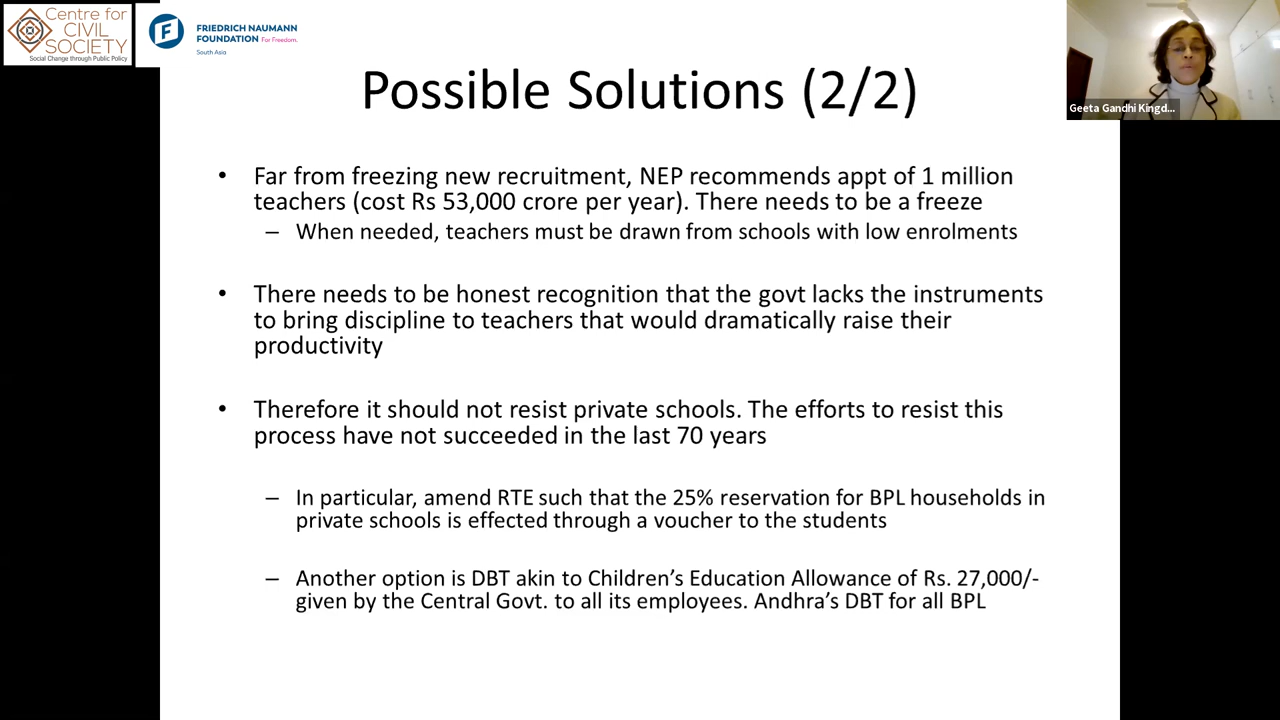 Centre for
CIVIL
SOCIETY
Social Change through Public Policy
FRIEDRICH NAUMANN
FOUNDATION For Freedom.
South Asia
Geeta Gandhi Kingd...
Possible Solutions (2/2)
• Far from freezing new recruitment, NEP recommends appt of 1 million
teachers (cost Rs 53,000 crore per year). There needs to be a freeze
– When needed, teachers must be drawn from schools with low enrolments
• There needs to be honest recognition that the govt lacks the instruments
to bring discipline to teachers that would dramatically raise their
productivity
• Therefore it should not resist private schools. The efforts to resist this
process have not succeeded in the last 70 years
– In particular, amend RTE such that the 25% reservation for BPL households in
private schools is effected through a voucher to the students
– Another option is DBT akin to Children’s Education Allowance of Rs. 27,000/-
given by the Central Govt. to all its employees. Andhra’s DBT for all BPL